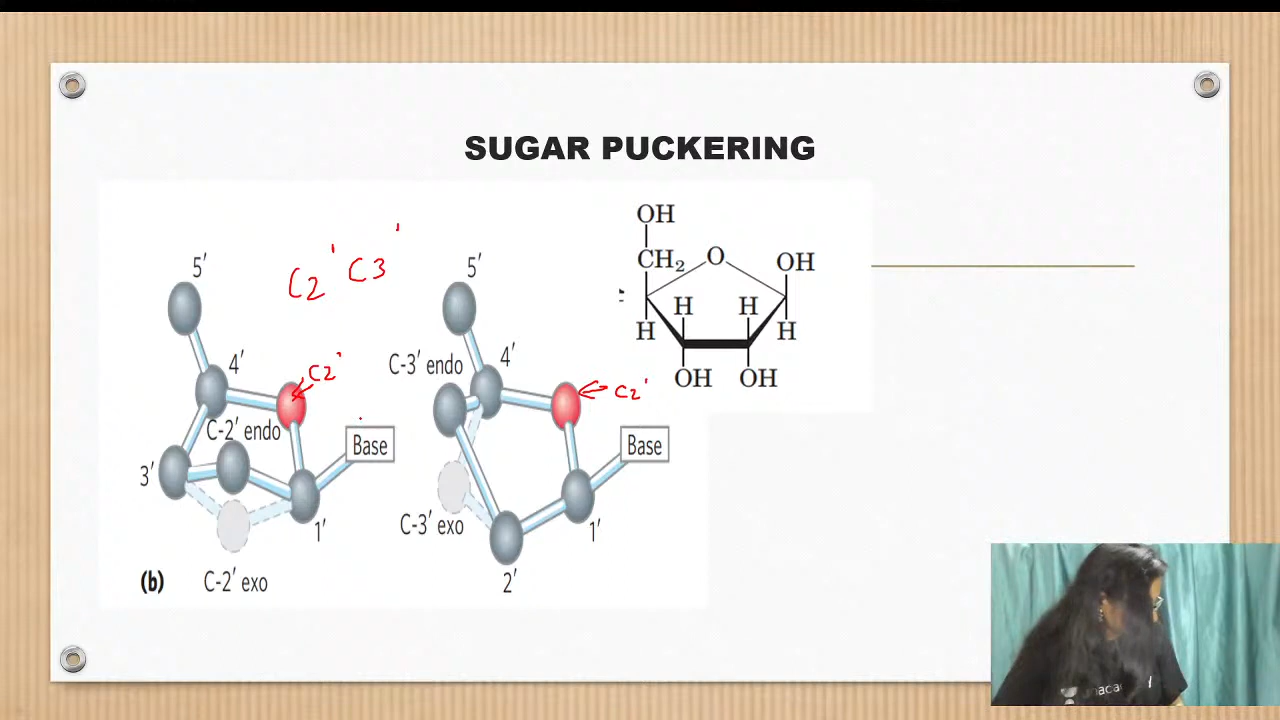 SUGAR PUCKERING
5′
C2' C3'
4′
C2'
C-2′ endo
Base
3′
1′
(b) C-2′ exo
5′
C-3′ endo 4′
C2'
Base
C-3′ exo
1′
2′
OH
CH2 O OH
H H
H H
OH OH